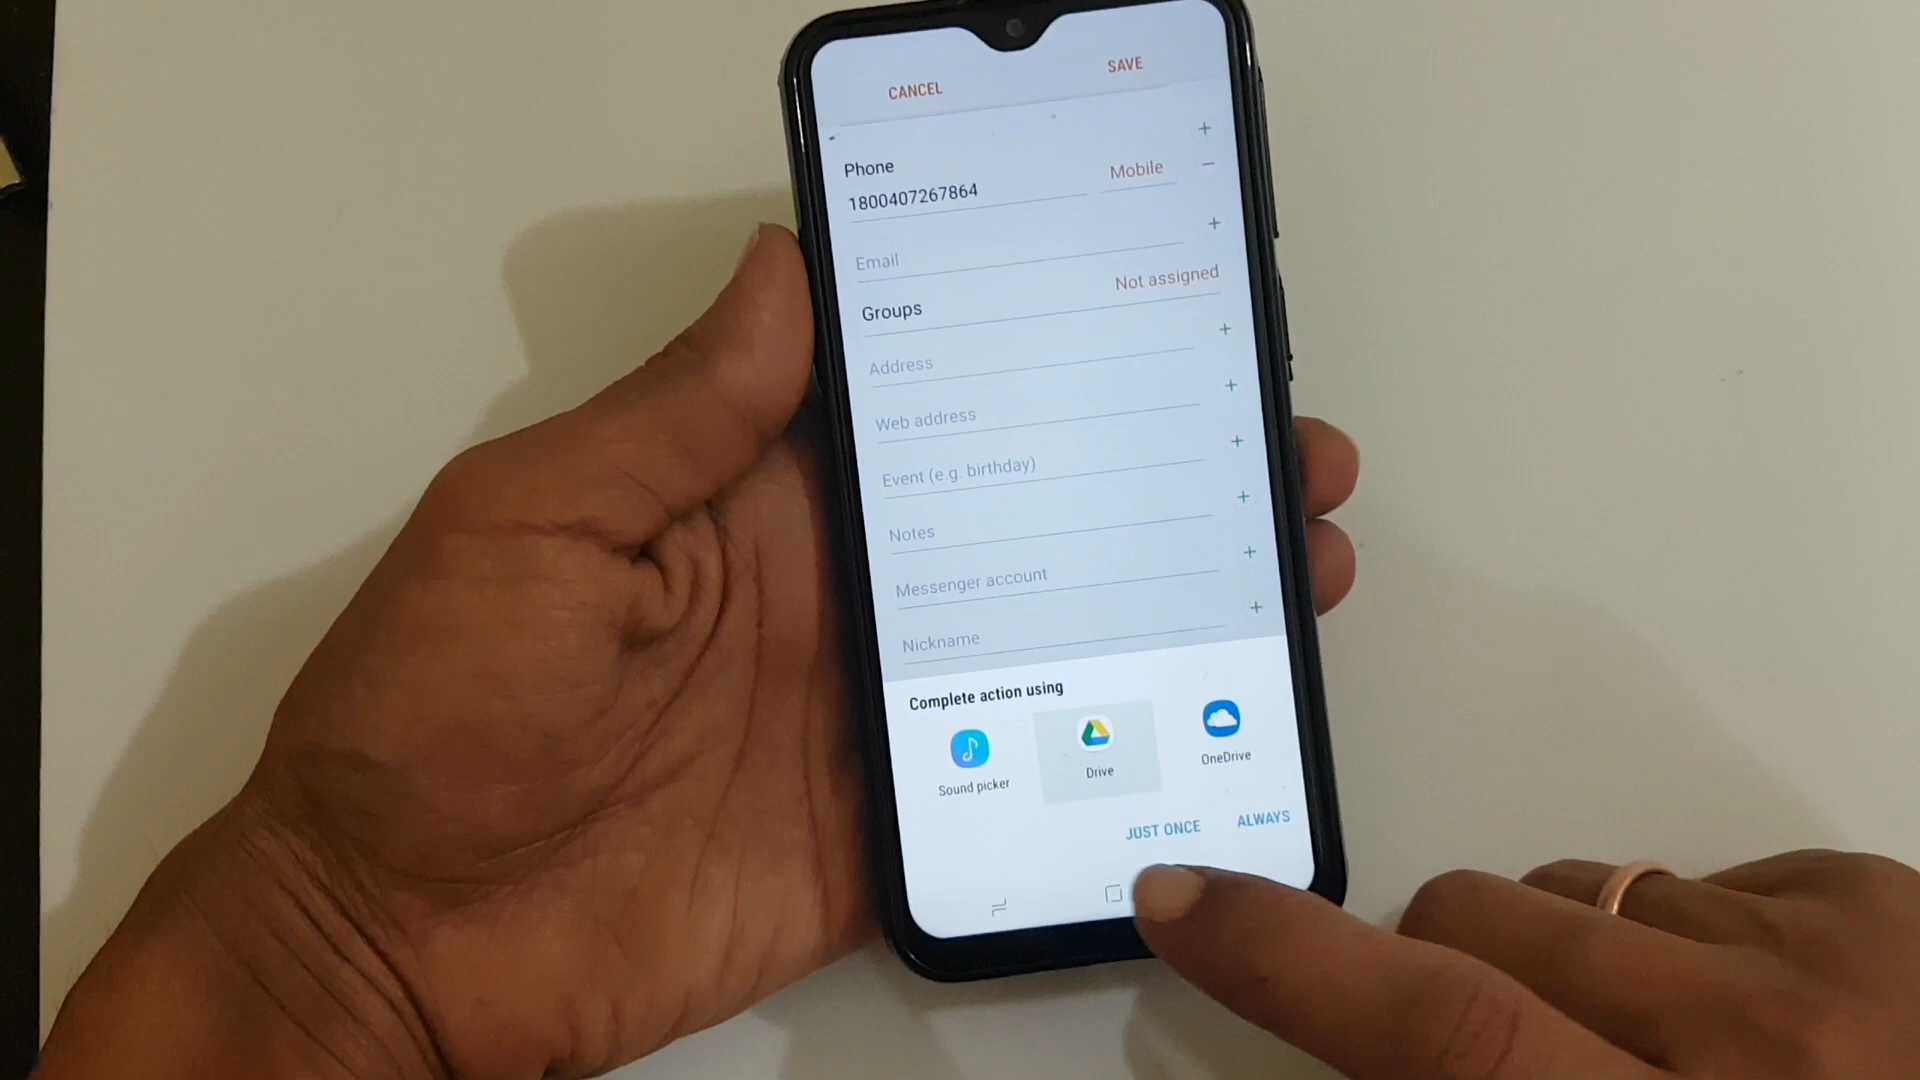 CANCEL SAVE
Phone
1800407267864 Mobile
Email
Groups Not assigned
Address
Web address
Event (e.g. birthday)
Notes
Messenger account
Nickname
Complete action using
Sound picker Drive OneDrive
JUST ONCE ALWAYS